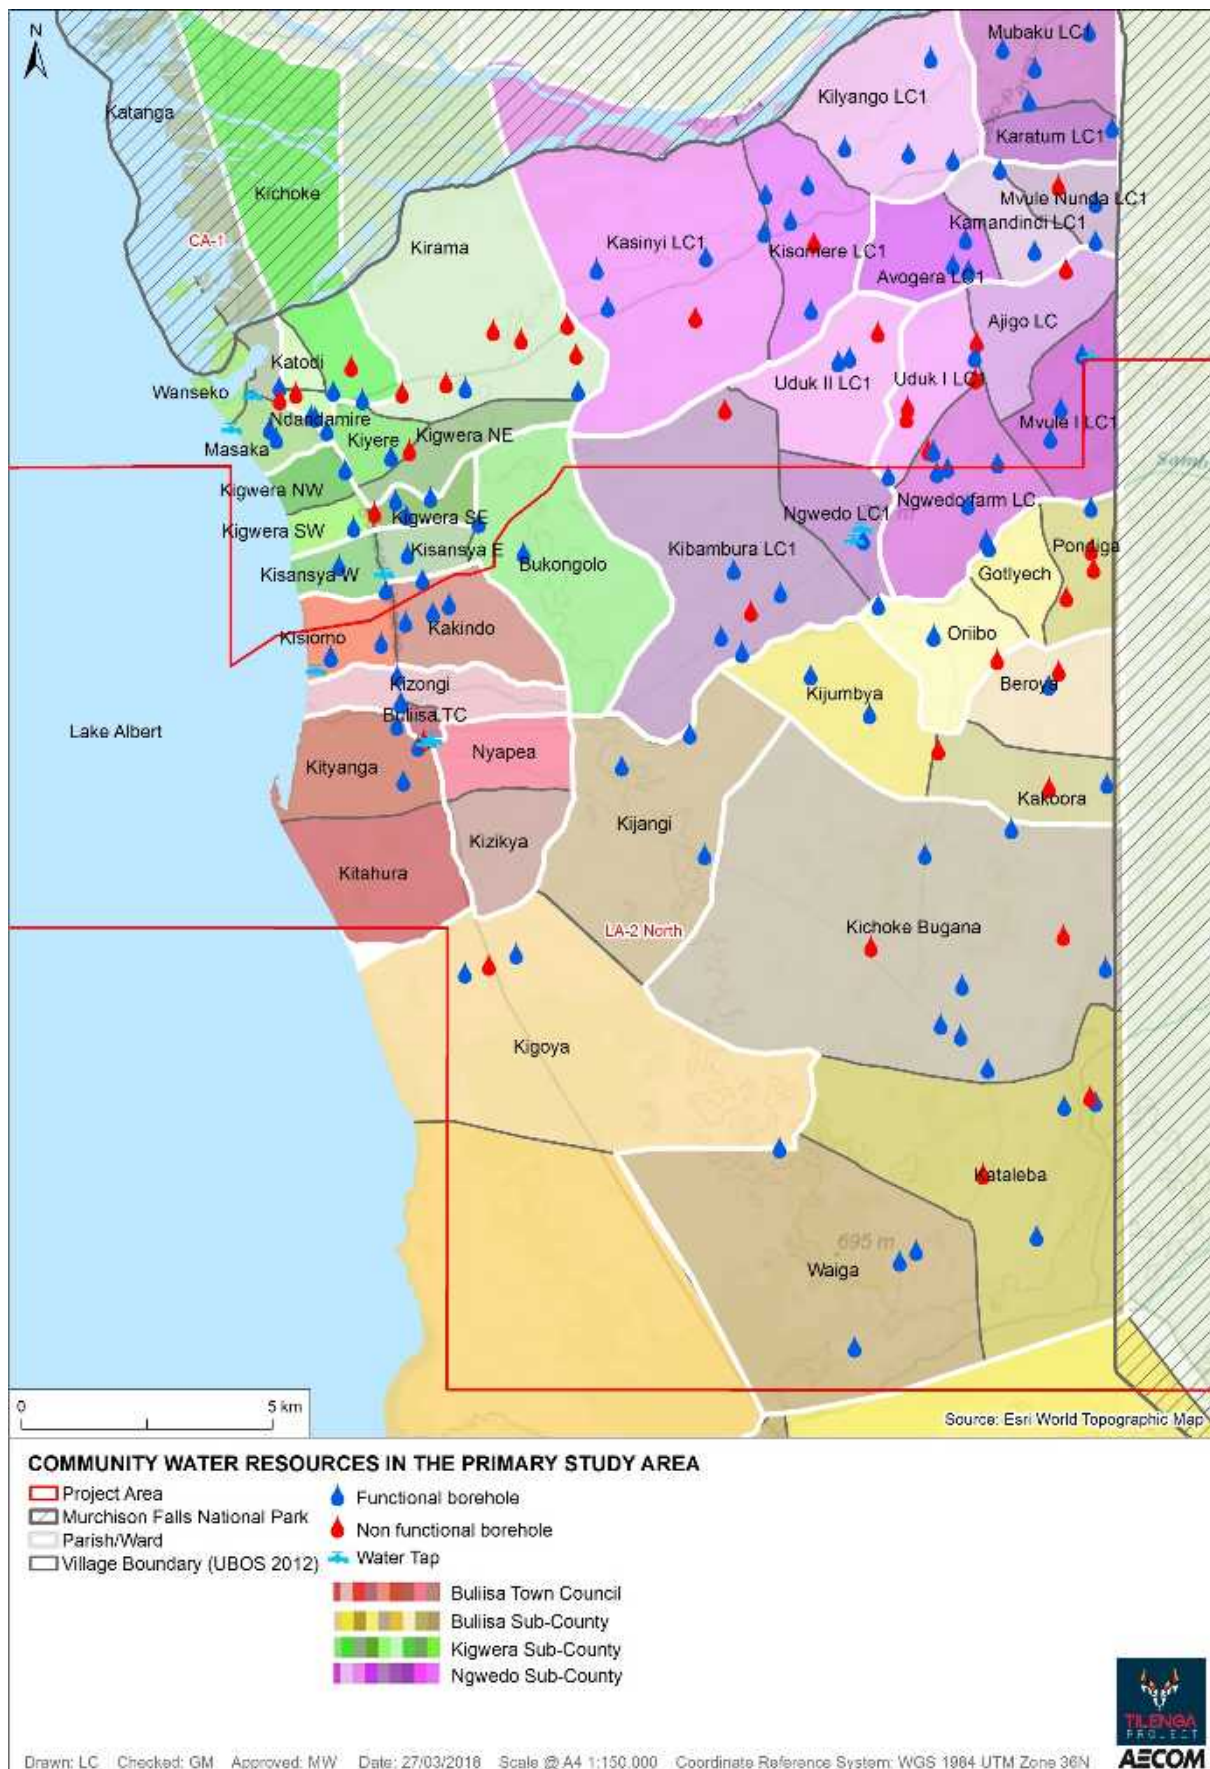 N
Mubaku LC1
Katanga
Kilyango LC1
Karatum LC1
Kichoke
Mvule Nunda LC1
CA-1
Kirama
Kasinyi LC1
Kisomere LC1
Kamandindi LC1
Avogera LC1
Ajigo LC
Katodi
Wanseko
Uduk II LC1
Uduk I LC1
Ndandamire
Mvule I LC1
Masaka
Kiyere
Kigwera NE
Kigwera NW
Ngwedo farm LC
Kigwera SE
Ngwedo LC1
Kigwera SW
Kisansya E
Bukongolo
Kibambura LC1
Gotlyech
Kisansya W
Kisiomo
Kakindo
Oriibo
Kizongi
Kijumbya
Beroya
Buliisa TC
Lake Albert
Nyapea
Kityanga
Kijangi
Kakoora
Kizikya
Kitahura
LA-2 North
Kichoke Bugana
Kigoya
Kataleba
695 m
Waiga
0
5 km
Source: Esri World Topographic Map
COMMUNITY WATER RESOURCES IN THE PRIMARY STUDY AREA
Project Area
Murchison Falls National Park
Parish/Ward
Village Boundary (UBOS 2012)
Functional borehole
Non functional borehole
Water Tap
Buliisa Town Council
Buliisa Sub-County
Kigwera Sub-County
Ngwedo Sub-County
TILENGA
PROJECT
AECOM
Drawn: LC Checked: GM Approved: MW Date: 27/03/2018 Scale @ A4 1:150,000 Coordinate Reference System: WGS 1984 UTM Zone 36N